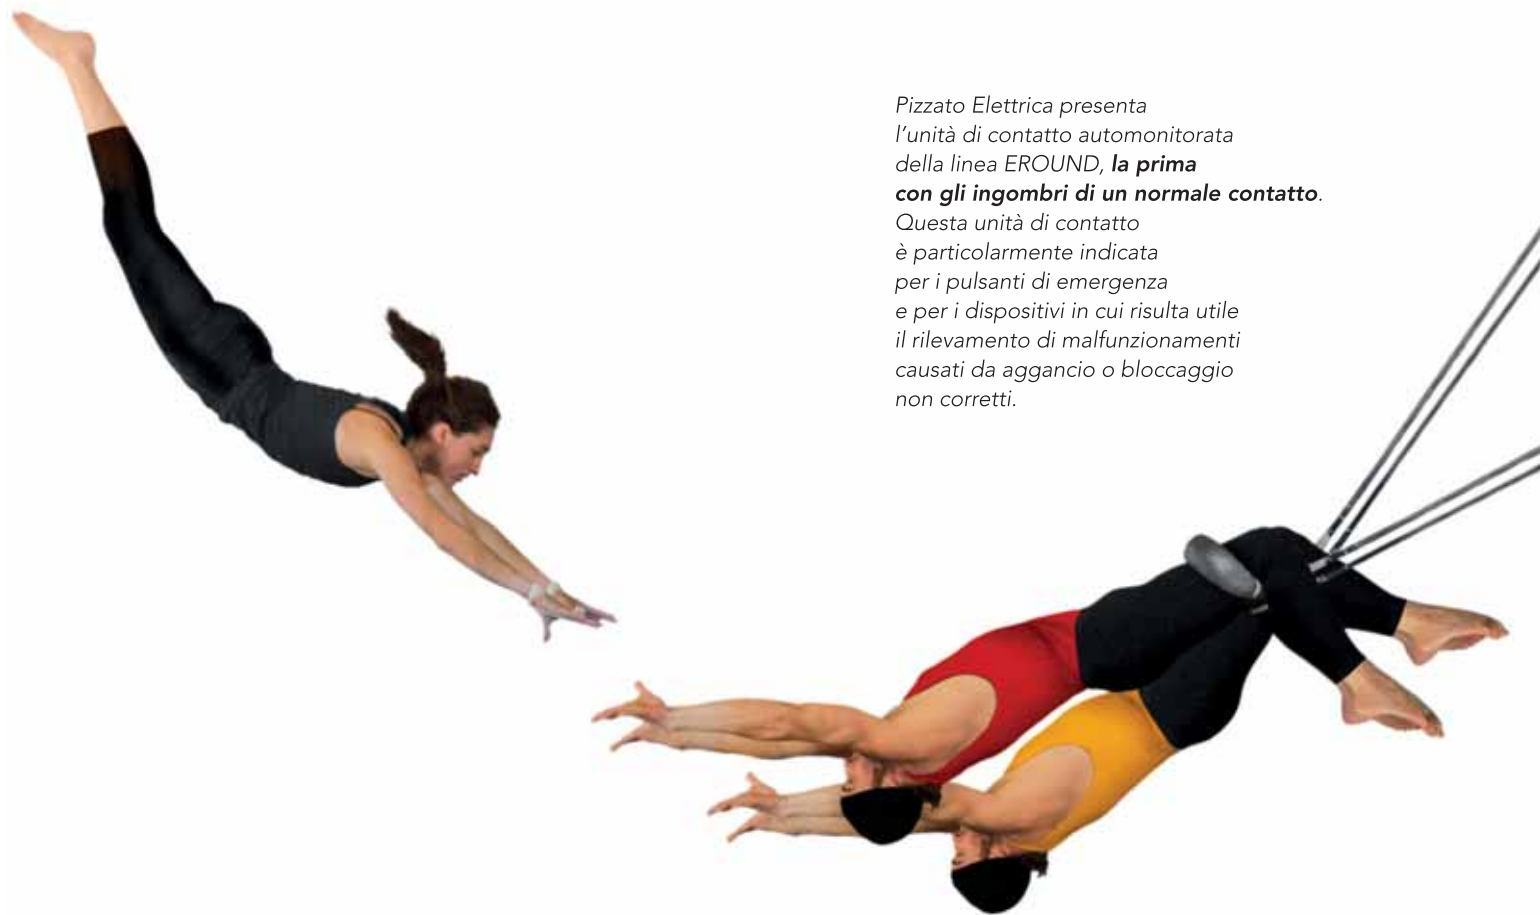 Pizzato Elettrica presenta
l’unità di contatto automonitorata
della linea EROUND, la prima
con gli ingombri di un normale contatto.
Questa unità di contatto
è particolarmente indicata
per i pulsanti di emergenza
e per i dispositivi in cui risulta utile
il rilevamento di malfunzionamenti
causati da aggancio o bloccaggio
non corretti.